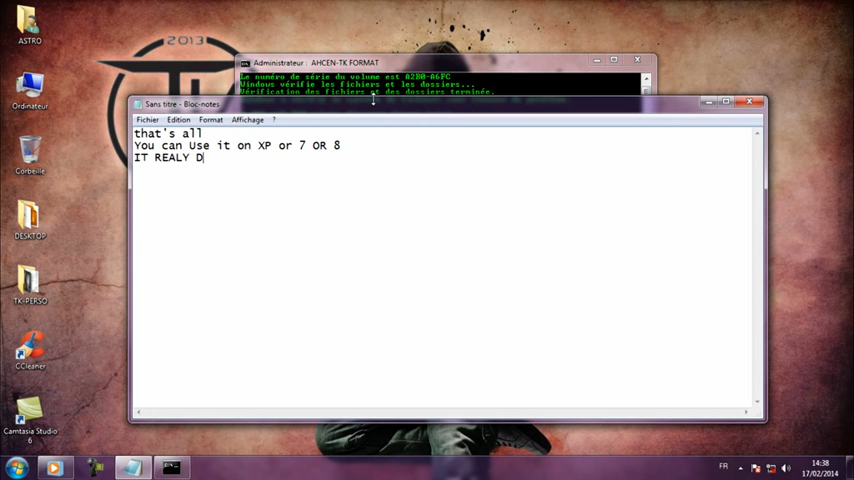 2013
ASTRO
Ordinateur
Corbeille
DESKTOP
TK-PERSO
CCleaner
Camtasia Studio
6
Administrateur : AHCEN-TK FORMAT
Le numéro de série du volume est A2B0-A6FC
Windows vérifie les fichiers et les dossiers...
Vérification des fichiers et des dossiers terminée.
Sans titre - Bloc-notes
Fichier Edition Format Affichage ?
that's all
You can Use it on XP or 7 OR 8
IT REALY D
FR
14:38
17/02/2014